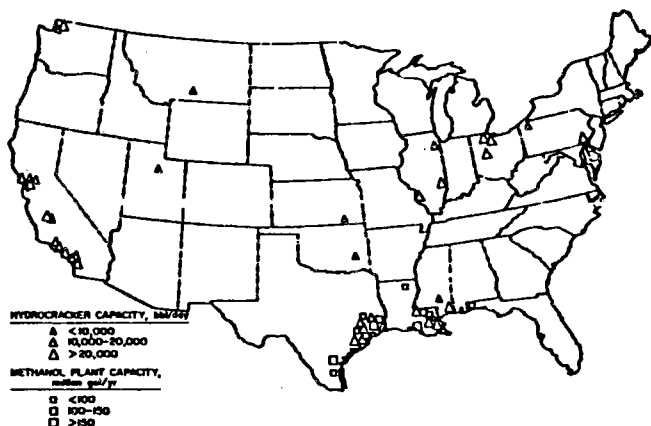 HYDROCRACKER CAPACITY, bbl/day
<10,000
10,000-20,000
>20,000
METHANOL PLANT CAPACITY,
million gal/yr
<100
100-150
>150